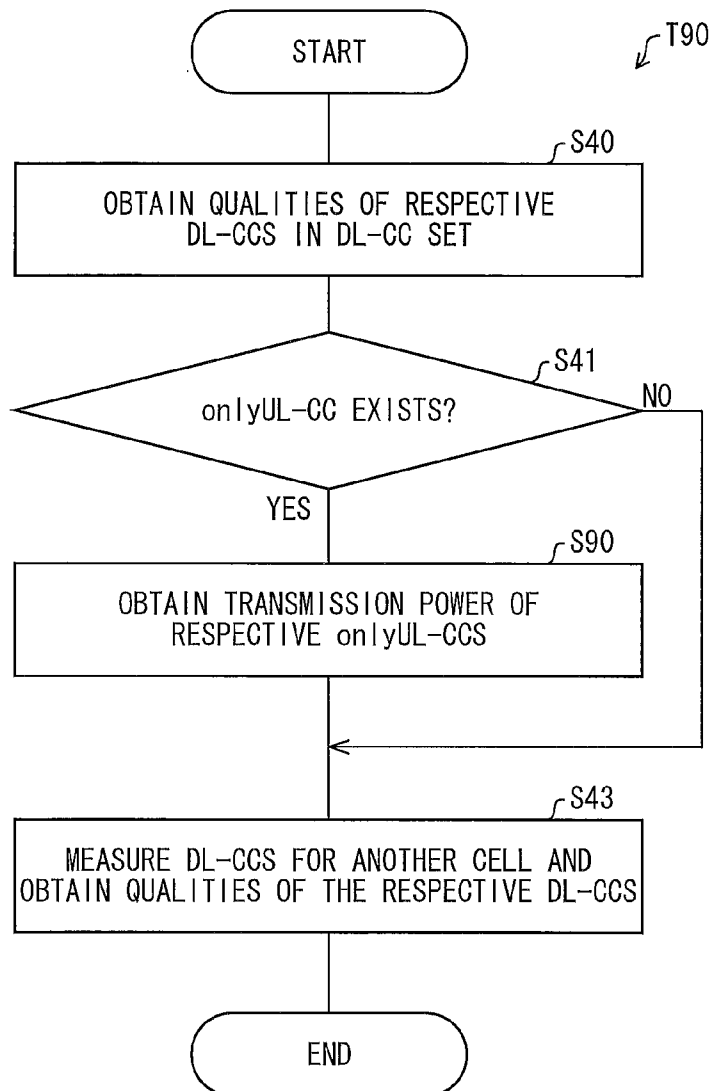 START
T90
S40
OBTAIN QUALITIES OF RESPECTIVE
DL-CCS IN DL-CC SET
S41
onlyUL-CC EXISTS?
NO
YES
S90
OBTAIN TRANSMISSION POWER OF
RESPECTIVE onlyUL-CCS
S43
MEASURE DL-CCS FOR ANOTHER CELL AND
OBTAIN QUALITIES OF THE RESPECTIVE DL-CCS
END